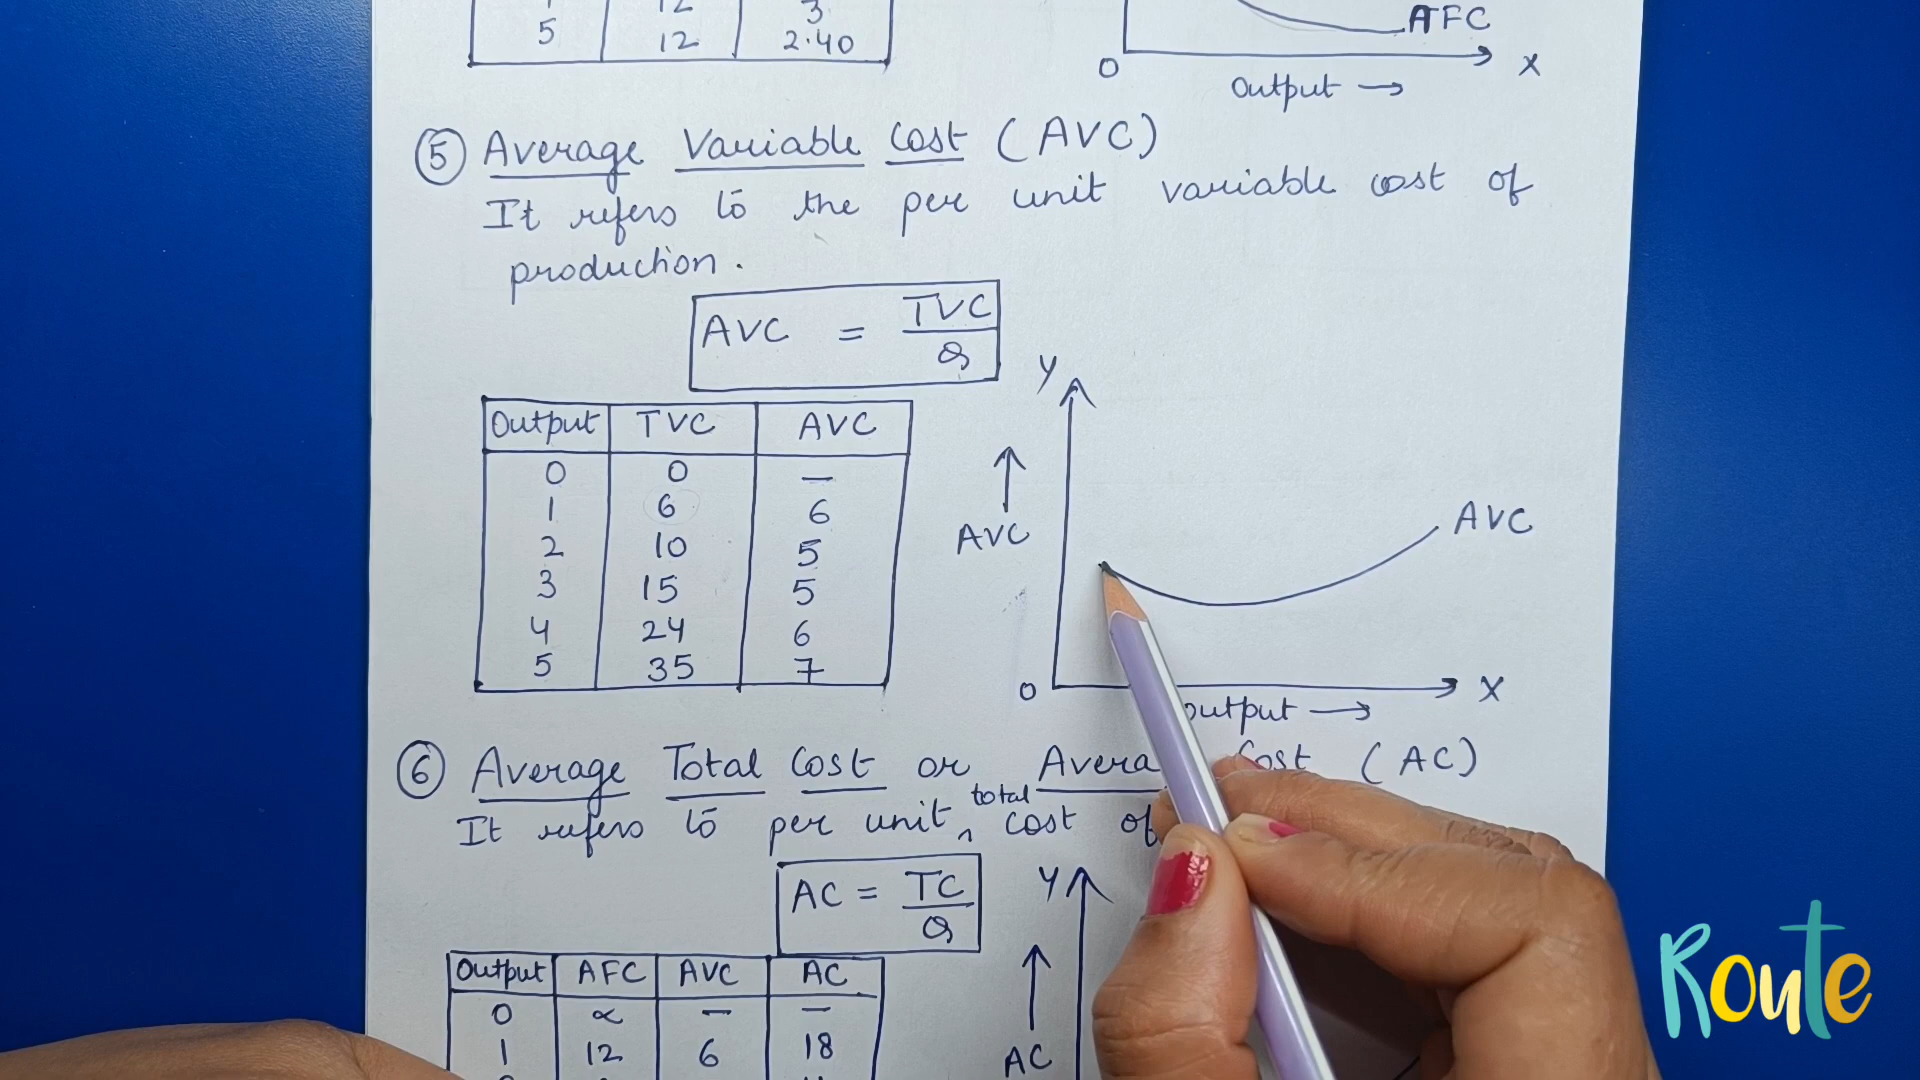 12 3
5 12 2.40
AFC
O X
Output →
⑤ Average Variable Cost (AVC)
It refers to the per unit variable cost of
production.
AVC = TVC / Q
Output TVC AVC
0 0 —
1 6 6
2 10 5
3 15 5
4 24 6
5 35 7
Y
AVC
AVC
O X
output →
⑥ Average Total Cost or Avera Cost (AC)
It refers to per unit total cost of
AC = TC / Q
Y
AC
Output AFC AVC AC
0 ∝ — —
1 12 6 18
Route